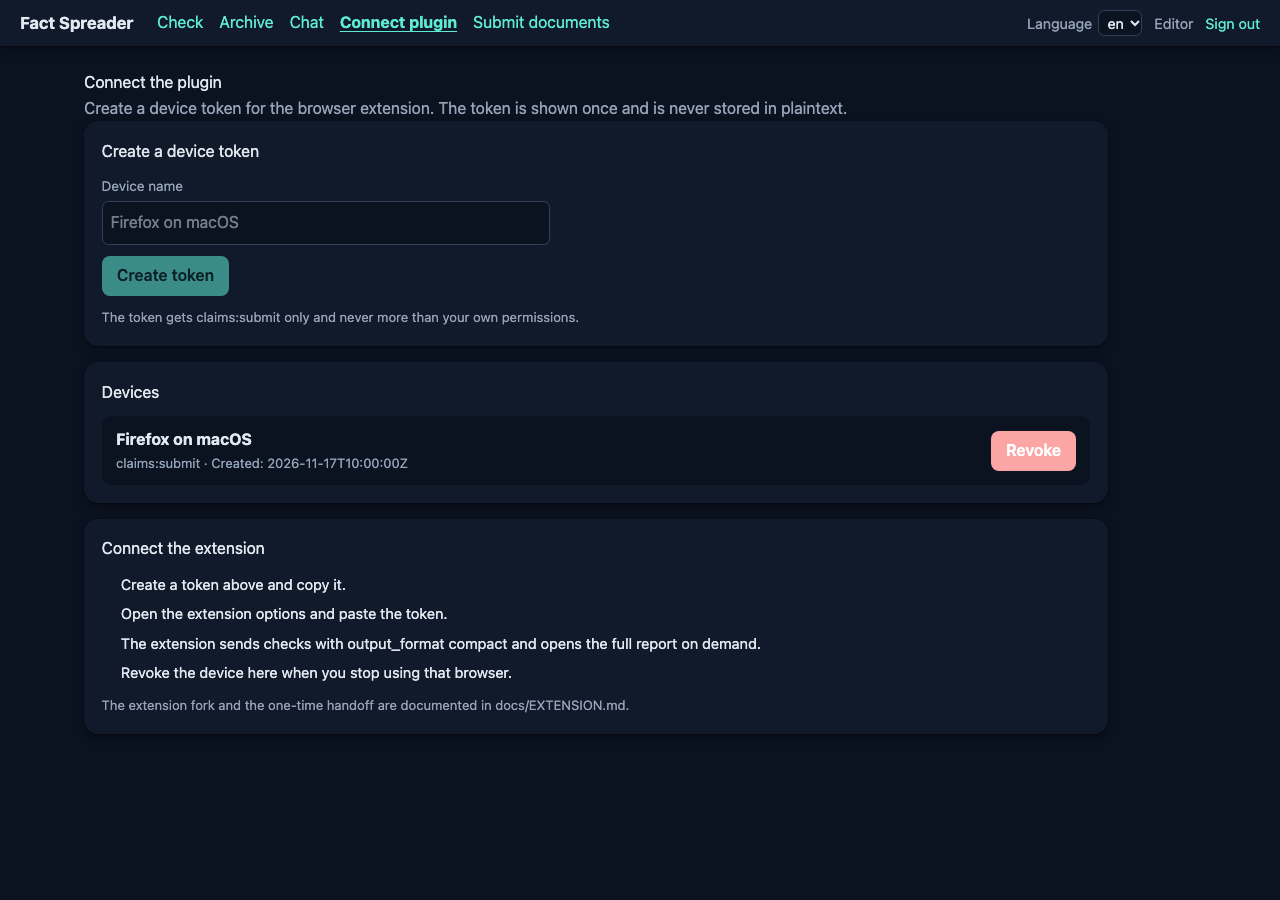 Fact Spreader Check Archive Chat Connect plugin Submit documents Language en Editor Sign out
Connect the plugin
Create a device token for the browser extension. The token is shown once and is never stored in plaintext.
Create a device token
Device name
Firefox on macOS
Create token
The token gets claims:submit only and never more than your own permissions.
Devices
Firefox on macOS
claims:submit · Created: 2026-11-17T10:00:00Z
Revoke
Connect the extension
Create a token above and copy it.
Open the extension options and paste the token.
The extension sends checks with output_format compact and opens the full report on demand.
Revoke the device here when you stop using that browser.
The extension fork and the one-time handoff are documented in docs/EXTENSION.md.